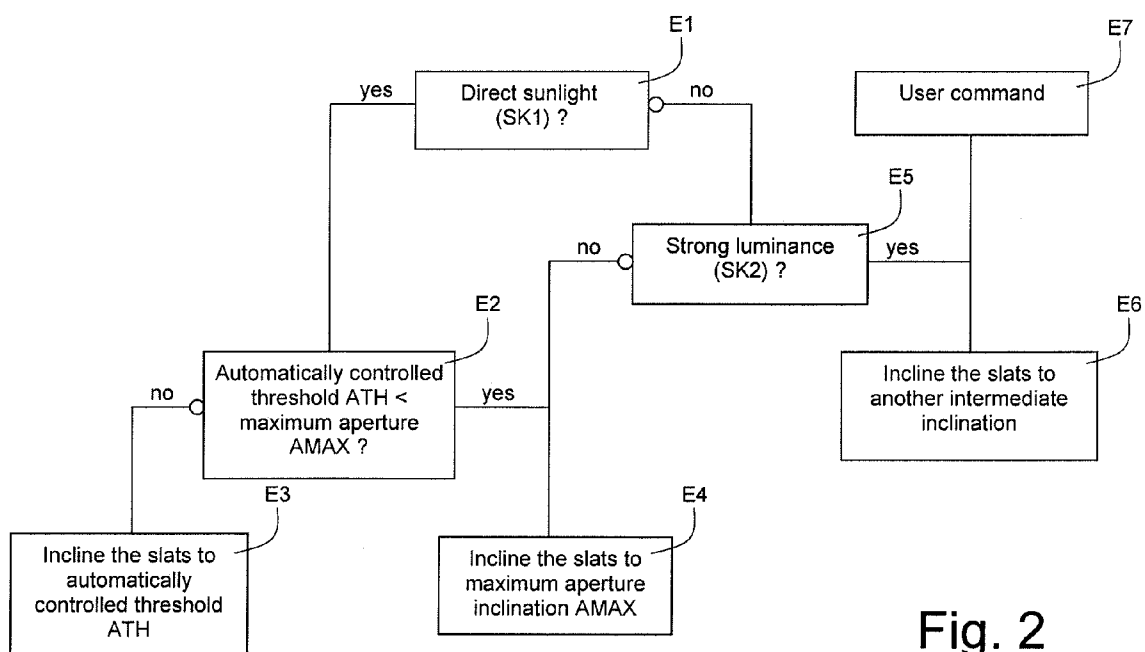 E1
E7
yes
Direct sunlight
(SK1) ?
no
User command
E5
no
Strong luminance
(SK2) ?
yes
E2
E6
no
Automatically controlled
threshold ATH <
maximum aperture
AMAX ?
yes
Incline the slats to
another intermediate
inclination
E3
E4
Incline the slats to
automatically
controlled threshold
ATH
Incline the slats to
maximum aperture
inclination AMAX
Fig. 2